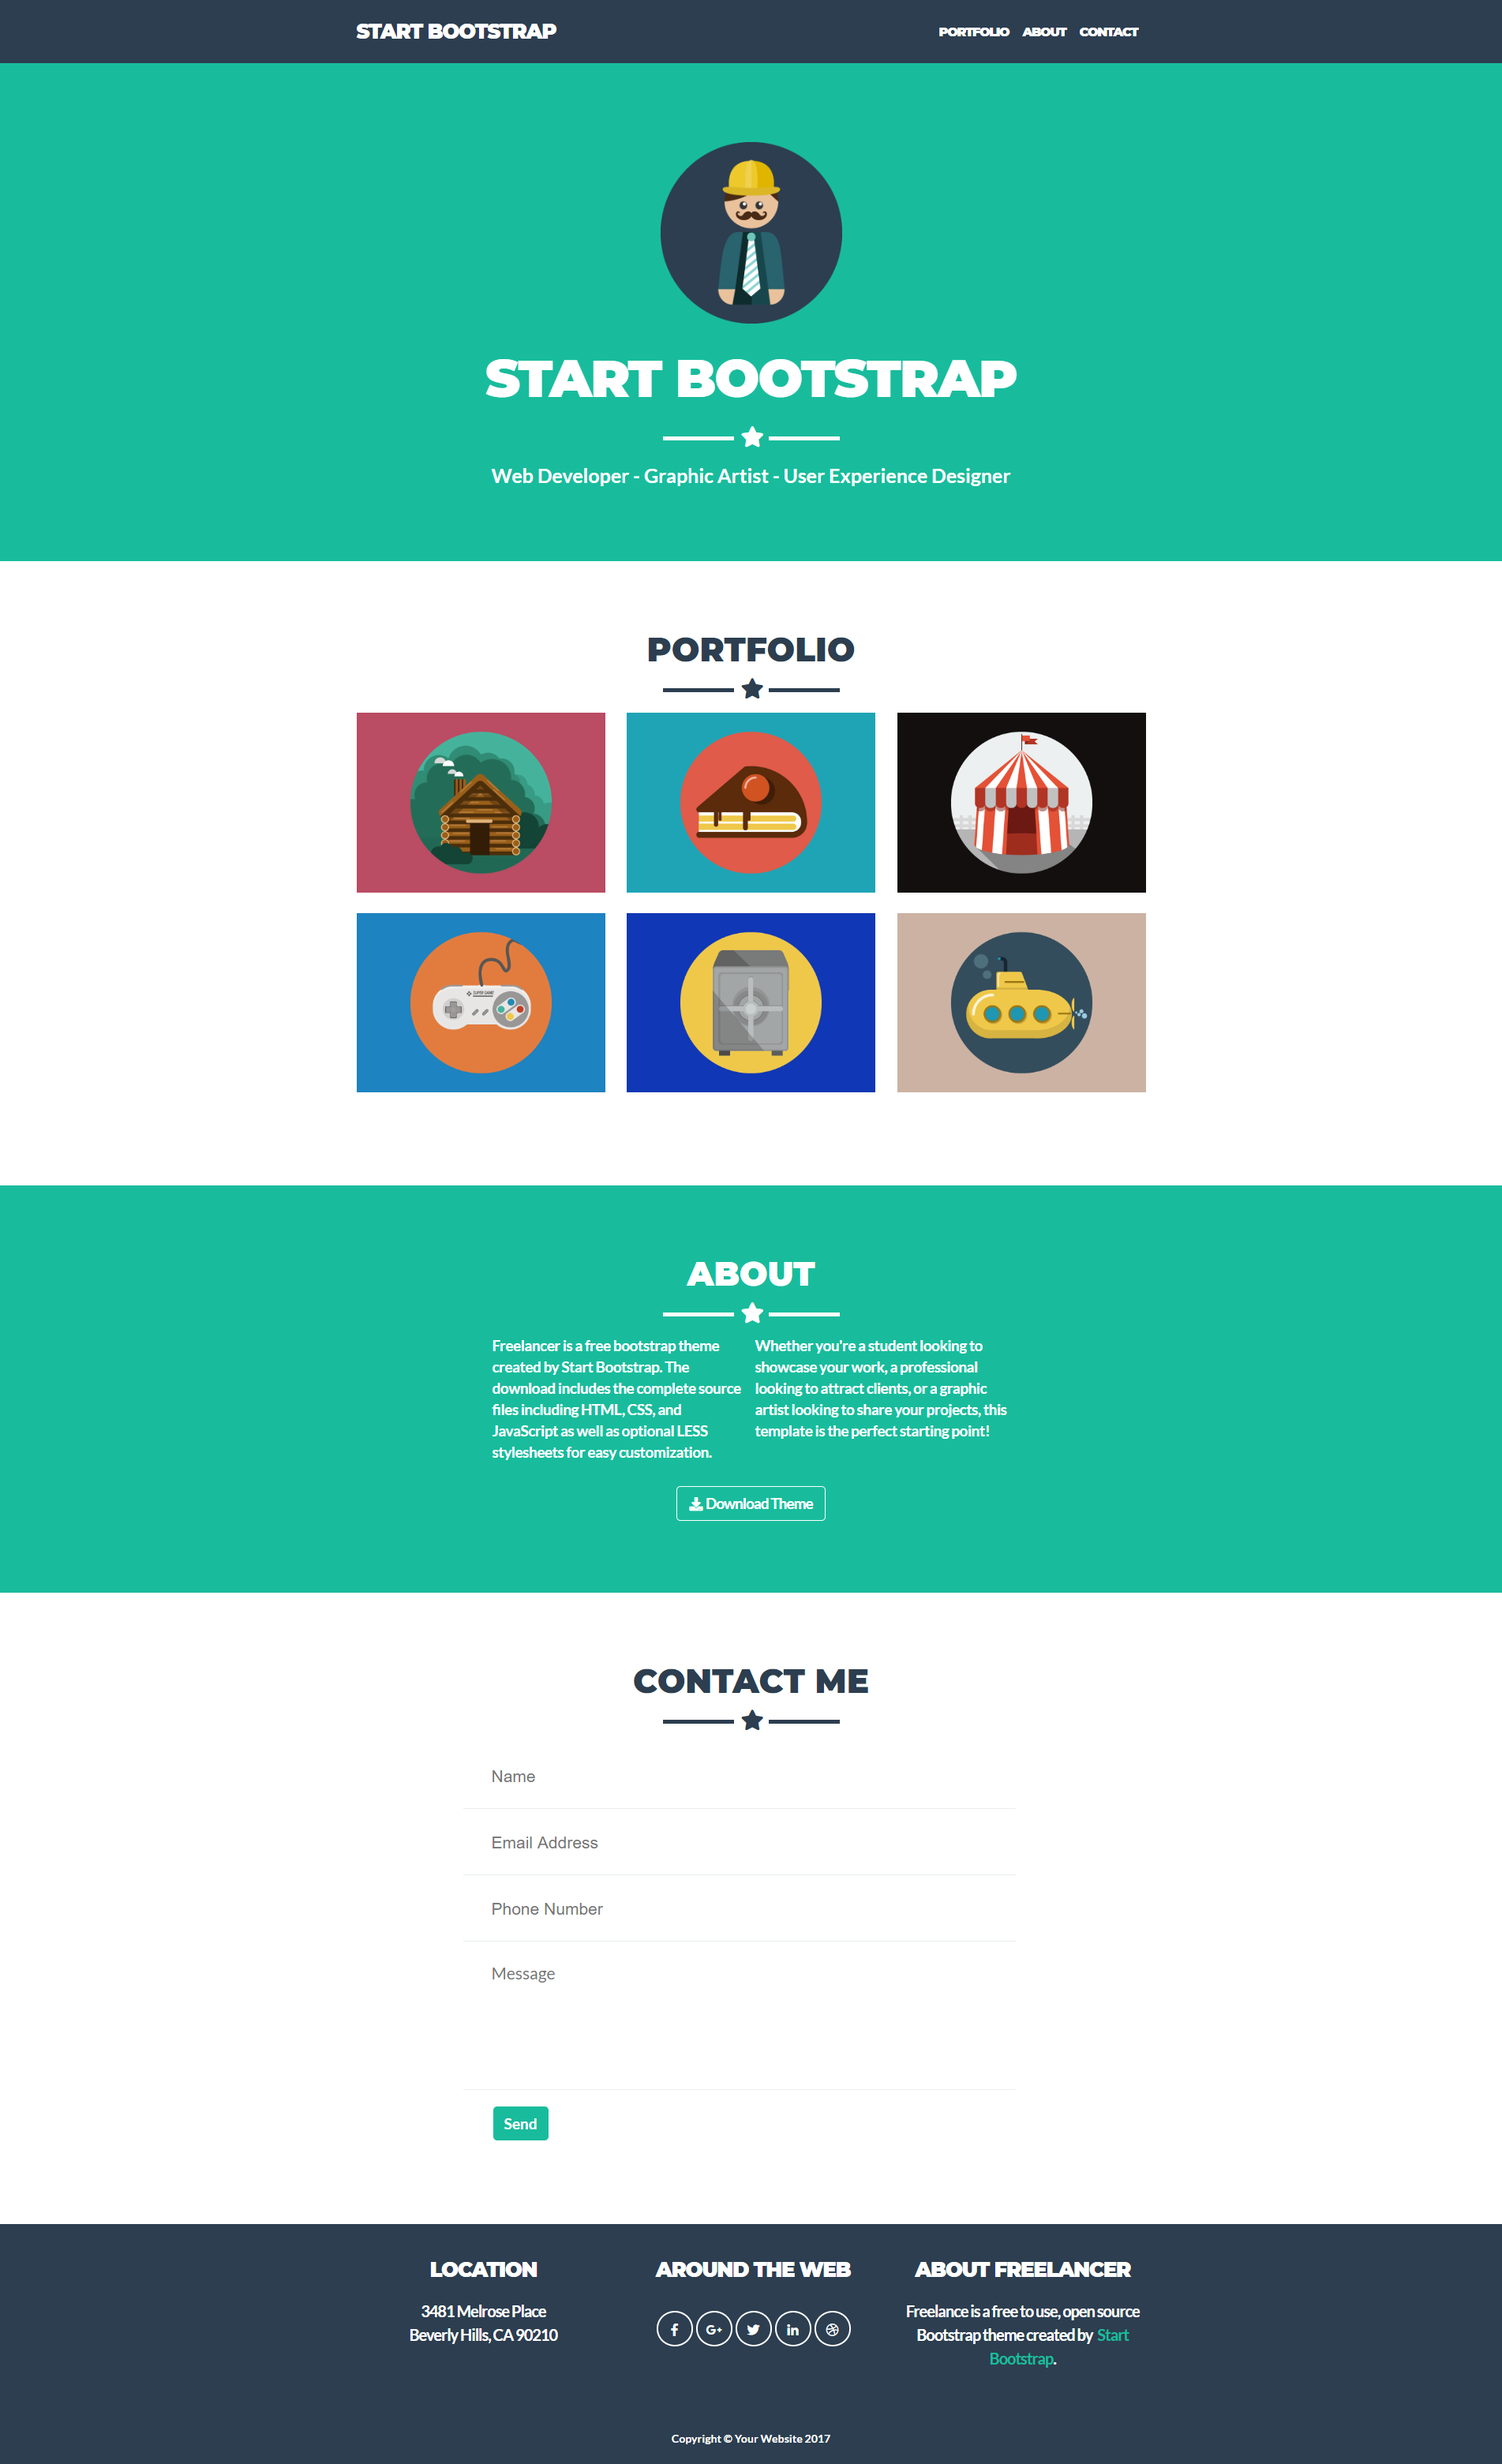 START BOOTSTRAP
PORTFOLIO ABOUT CONTACT
START BOOTSTRAP
Web Developer - Graphic Artist - User Experience Designer
PORTFOLIO
SUPER GAME
ABOUT
Freelancer is a free bootstrap theme
created by Start Bootstrap. The
download includes the complete source
files including HTML, CSS, and
JavaScript as well as optional LESS
stylesheets for easy customization.
Whether you're a student looking to
showcase your work, a professional
looking to attract clients, or a graphic
artist looking to share your projects, this
template is the perfect starting point!
Download Theme
CONTACT ME
Name
Email Address
Phone Number
Message
Send
LOCATION
3481 Melrose Place
Beverly Hills, CA 90210
AROUND THE WEB
ABOUT FREELANCER
Freelance is a free to use, open source
Bootstrap theme created by Start
Bootstrap.
Copyright © Your Website 2017